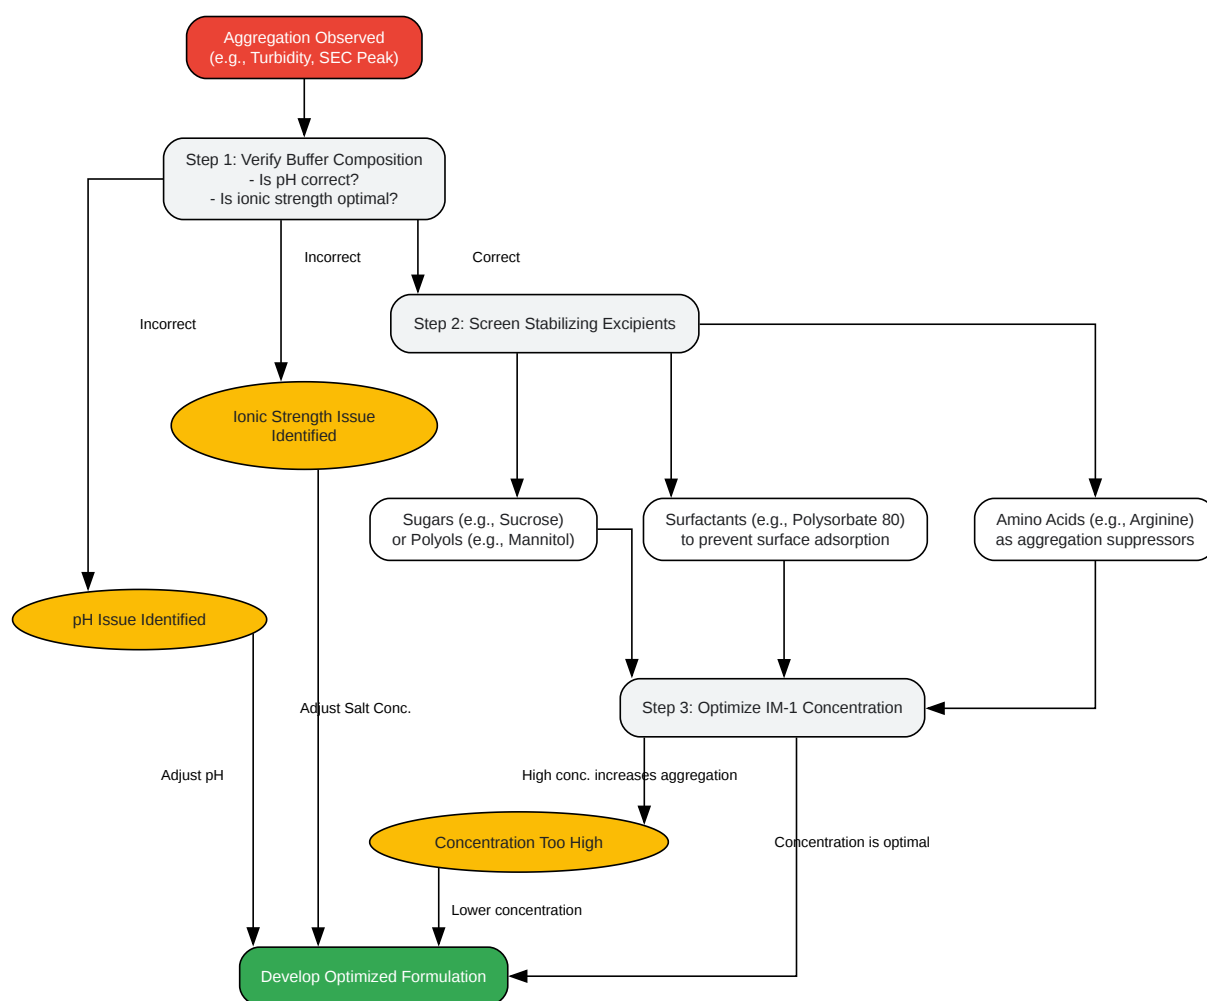 Aggregation Observed
(e.g., Turbidity, SEC Peak)
Step 1: Verify Buffer Composition
- Is pH correct?
- Is ionic strength optimal?
Incorrect
Correct
Incorrect
Step 2: Screen Stabilizing Excipients
Ionic Strength Issue
Identified
Sugars (e.g., Sucrose)
or Polyols (e.g., Mannitol)
Surfactants (e.g., Polysorbate 80)
to prevent surface adsorption
Amino Acids (e.g., Arginine)
as aggregation suppressors
pH Issue Identified
Adjust Salt Conc.
Step 3: Optimize IM-1 Concentration
Adjust pH
High conc. increases aggregation
Concentration Too High
Concentration is optimal
Lower concentration
Develop Optimized Formulation